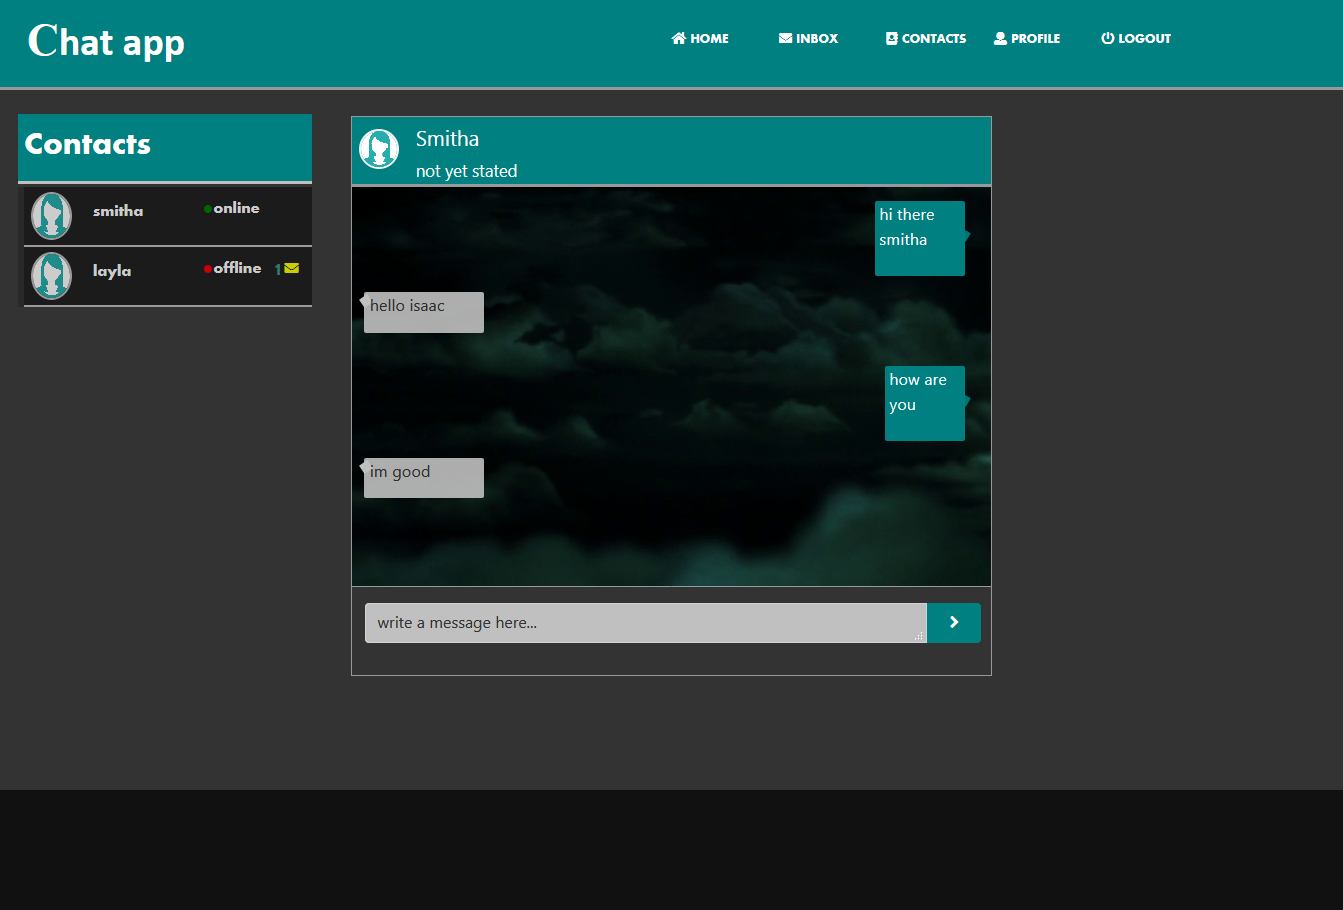 Chat app
HOME
INBOX
CONTACTS
PROFILE
LOGOUT
Contacts
smitha
online
layla
offline
1
Smitha
not yet stated
hi there
smitha
hello isaac
how are
you
im good
write a message here...